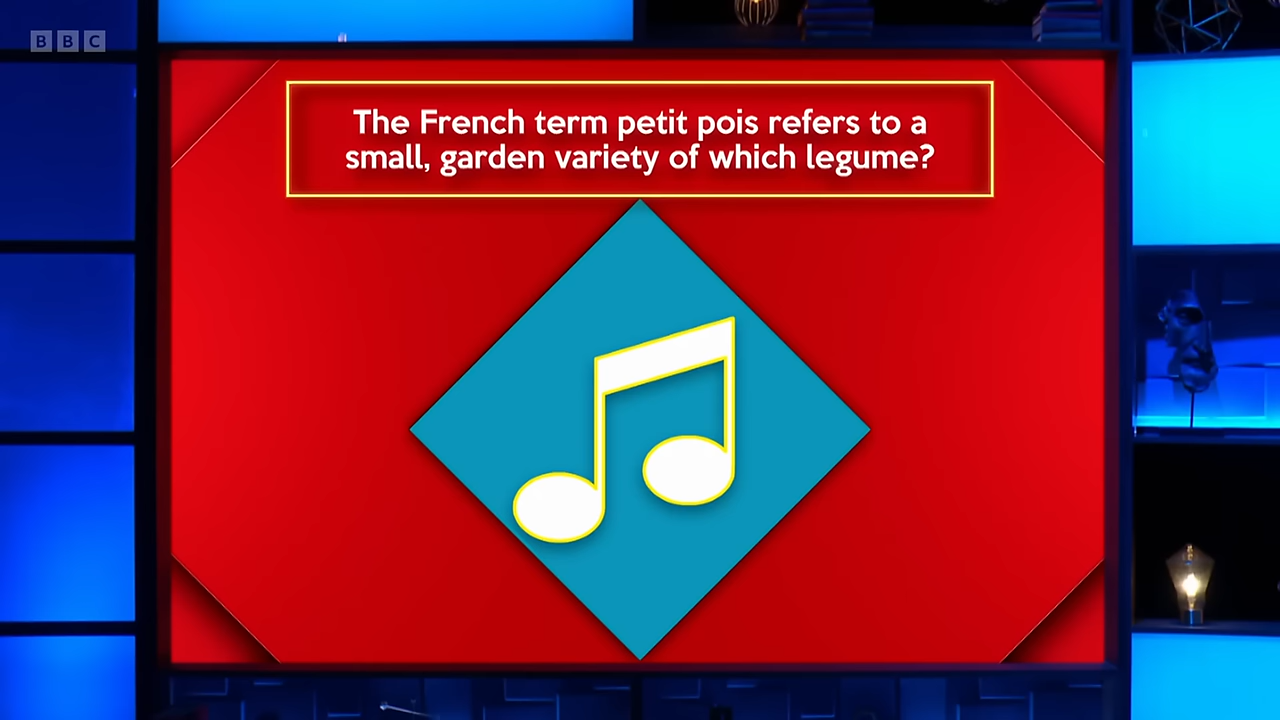 BBC
The French term petit pois refers to a
small, garden variety of which legume?